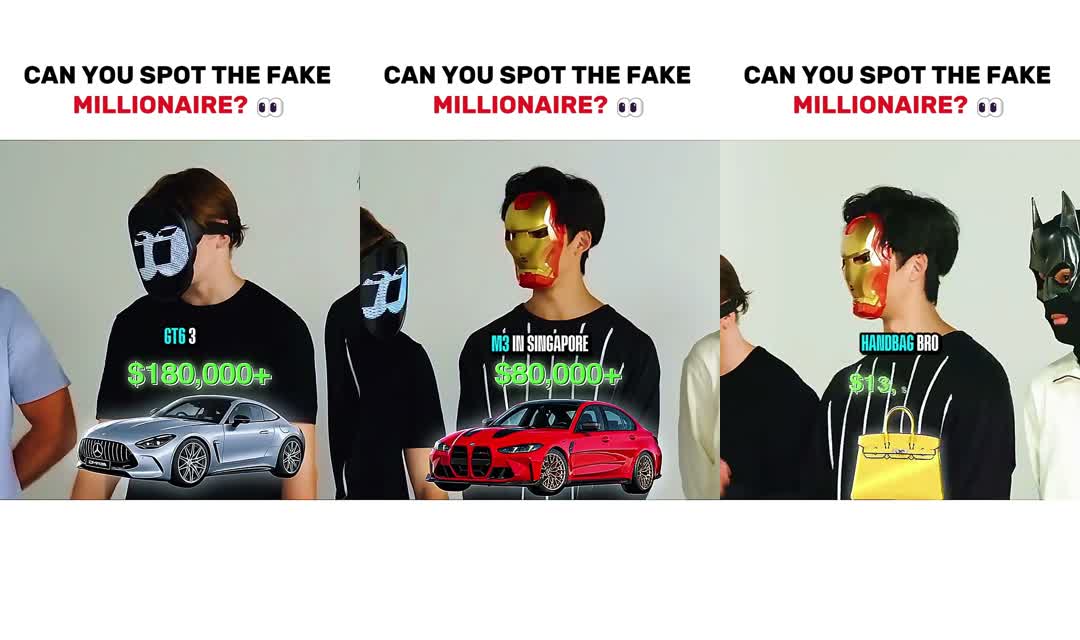 CAN YOU SPOT THE FAKE
MILLIONAIRE? 👀
GT6 3
$180,000+
CAN YOU SPOT THE FAKE
MILLIONAIRE? 👀
M3 IN SINGAPORE
$80,000+
CAN YOU SPOT THE FAKE
MILLIONAIRE? 👀
HANDBAG BRO
$13,